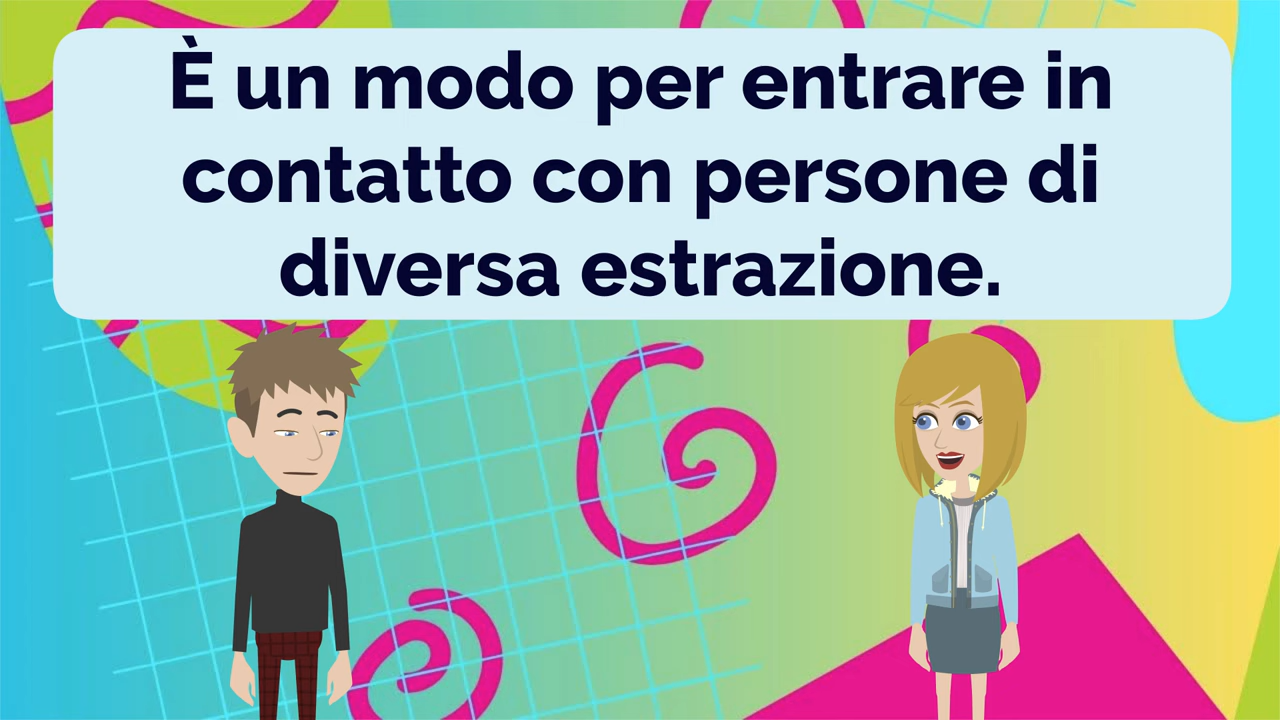 È un modo per entrare in
contatto con persone di
diversa estrazione.